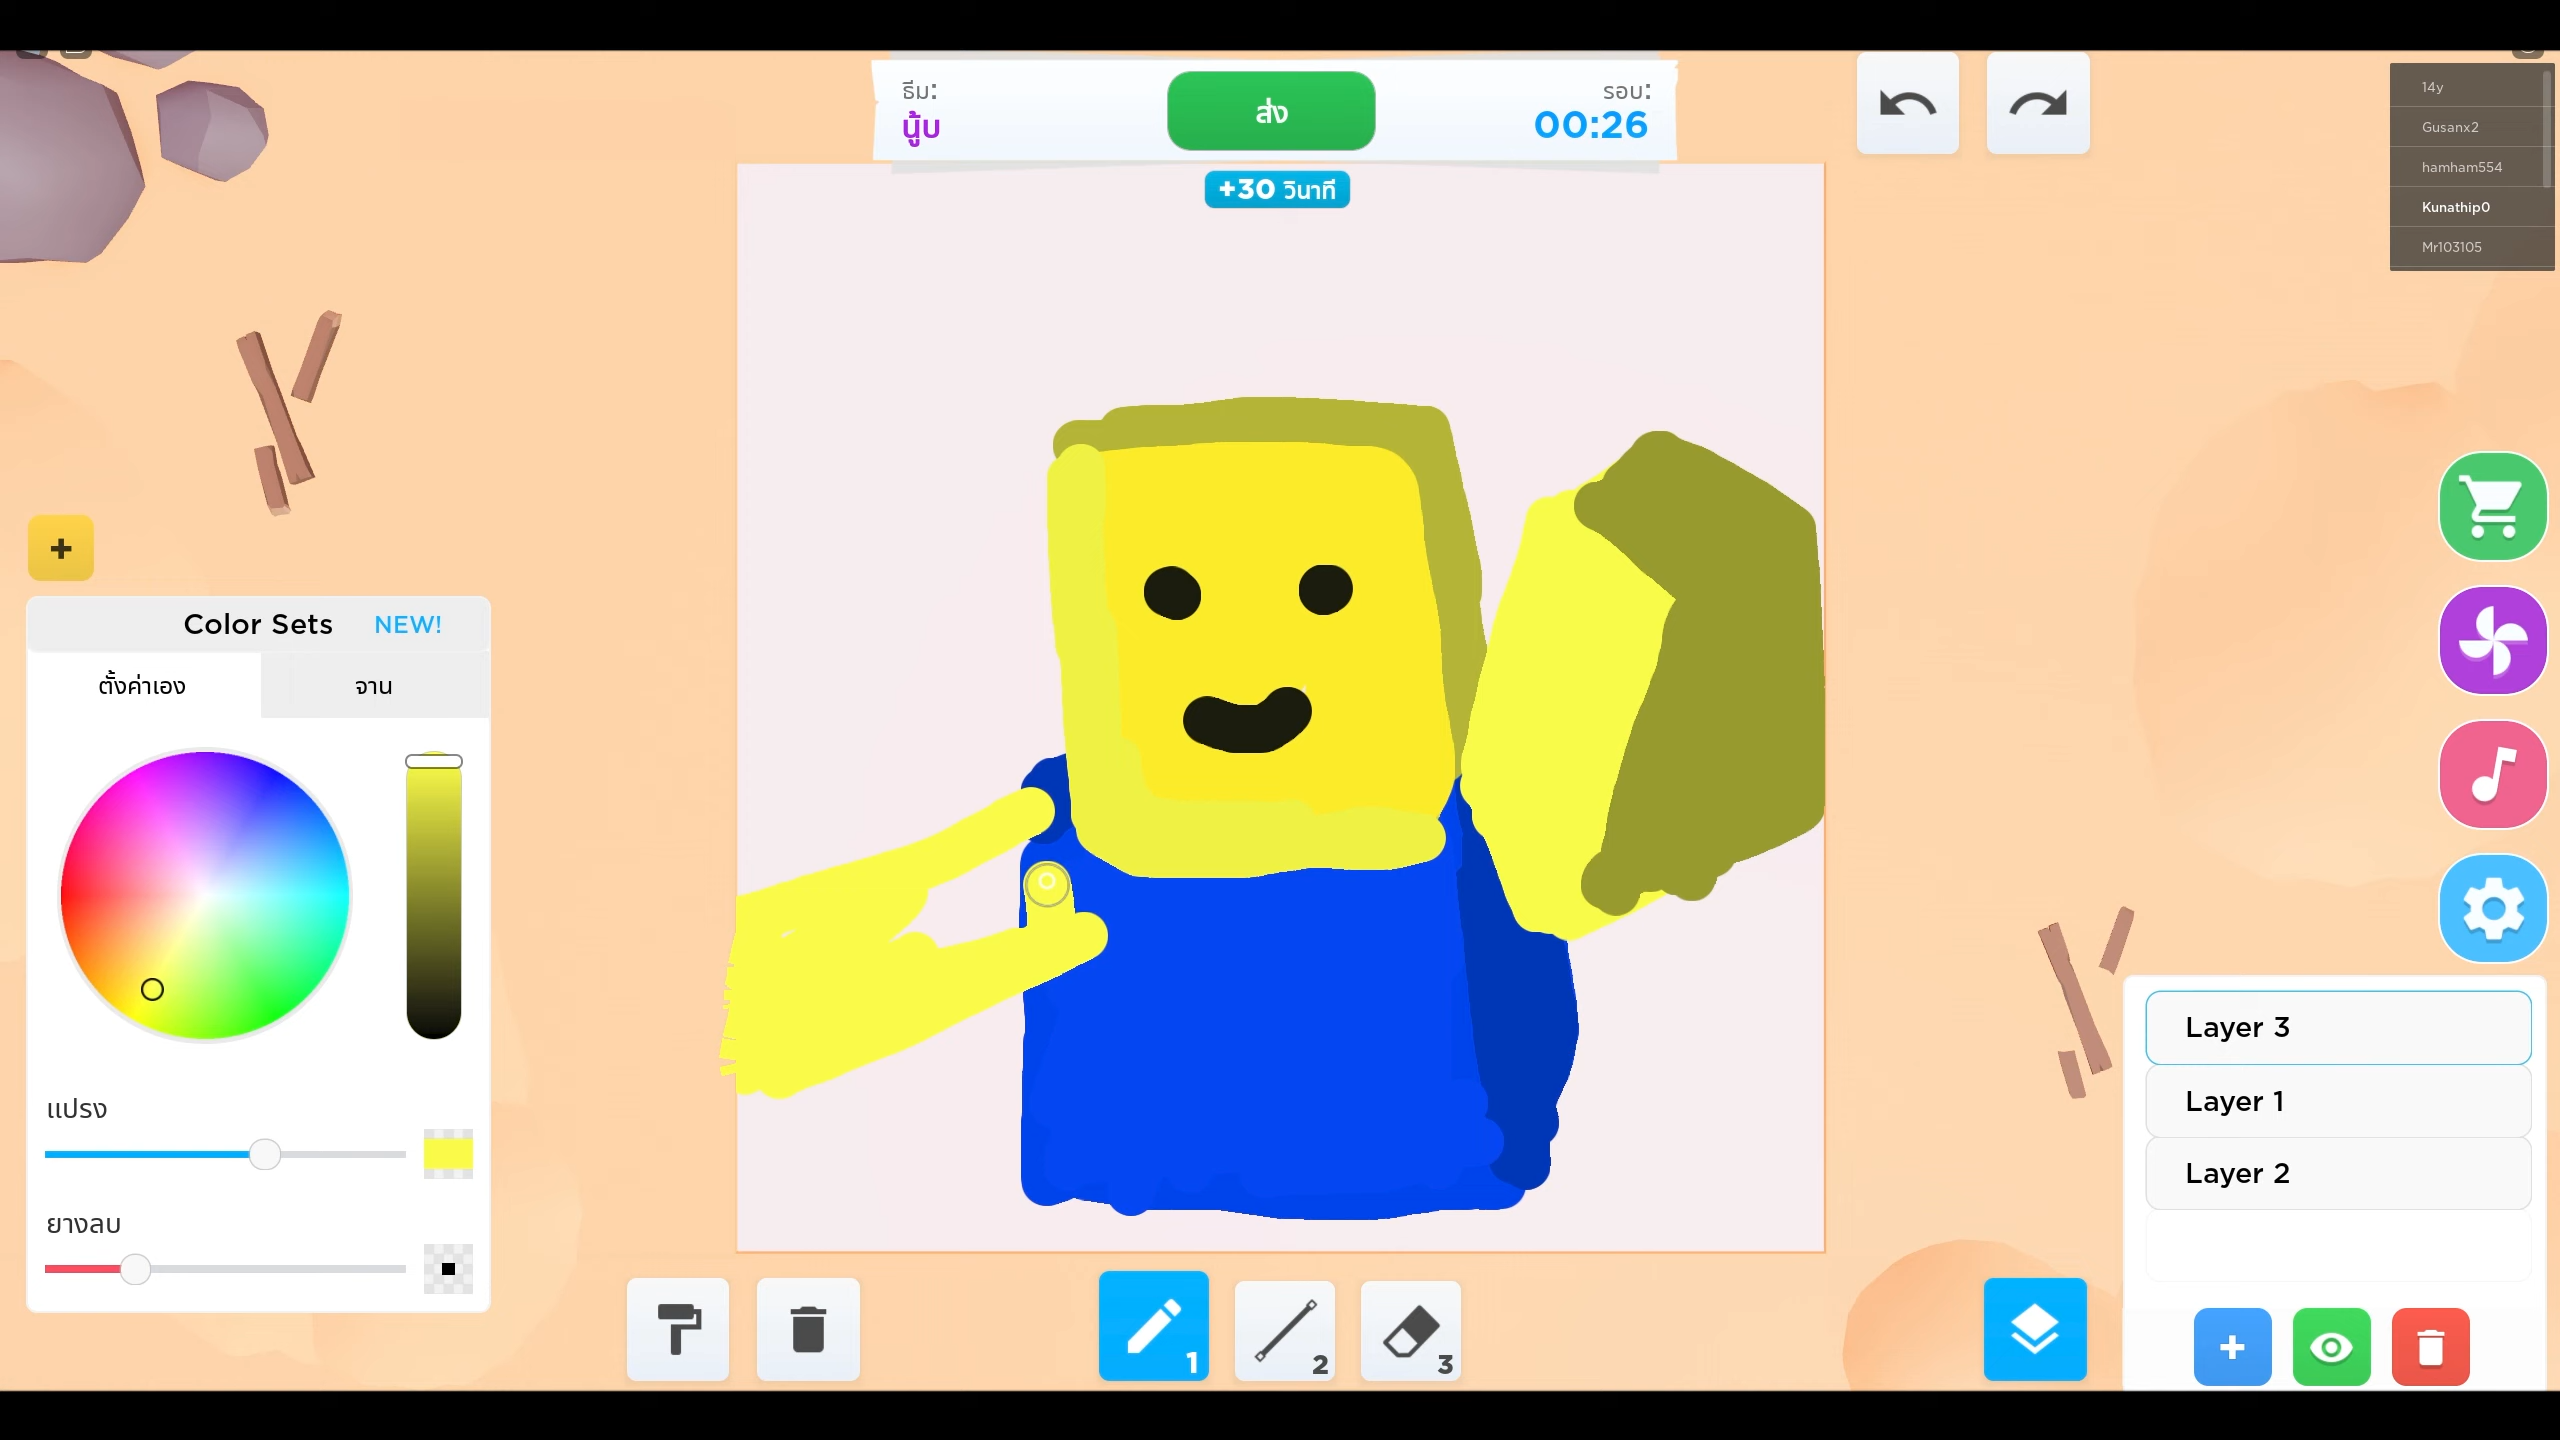 ธีม:
นู้บ
ส่ง
รอบ:
00:26
+30 วินาที
14y
Gusanx2
hamham554
Kunathip0
Mr103105
+
Color Sets NEW!
ตั้งค่าเอง
จาน
แปรง
ยางลบ
1
2
3
Layer 3
Layer 1
Layer 2
+